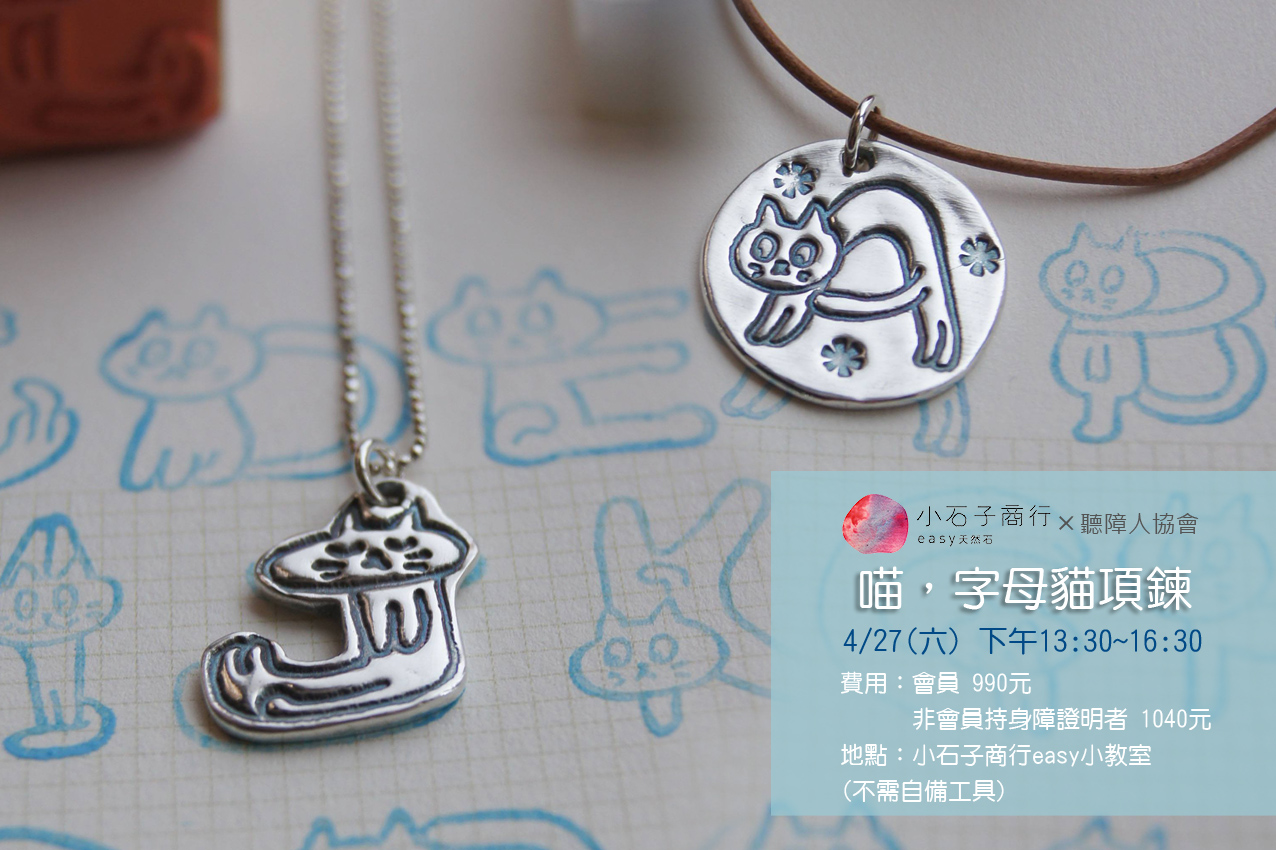 小石子商行
easy天然石
×聽障人協會
喵，字母貓項鍊
4/27(六) 下午13:30~16:30
費用：會員 990元
非會員持身障證明者 1040元
地點：小石子商行easy小教室
(不需自備工具)